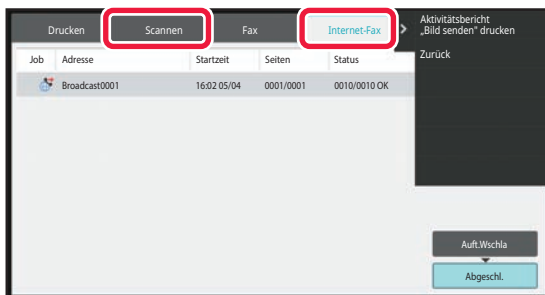 Drucken Scannen Fax Internet-Fax
Aktivitätsbericht
„Bild senden" drucken
Zurück
Job Adresse Startzeit Seiten Status
Broadcast0001 16:02 05/04 0001/0001 0010/0010 OK
Auft.Wschla
Abgeschl.